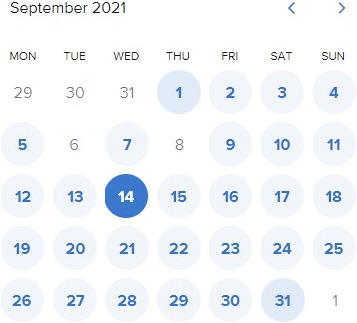 September 2021
MON TUE WED THU FRI SAT SUN
29 30 31 1 2 3 4
5 6 7 8 9 10 11
12 13 14 15 16 17 18
19 20 21 22 23 24 25
26 27 28 29 30 31 1